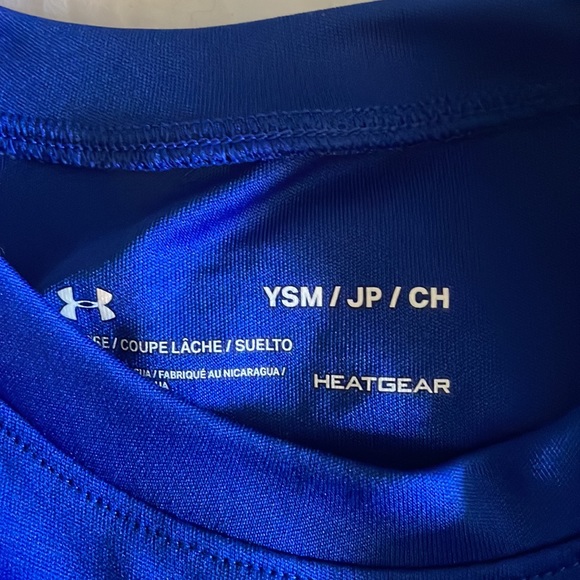 YSM / JP / CH
/ COUPE LÂCHE / SUELTO
/ FABRIQUÉ AU NICARAGUA /
HEATGEAR